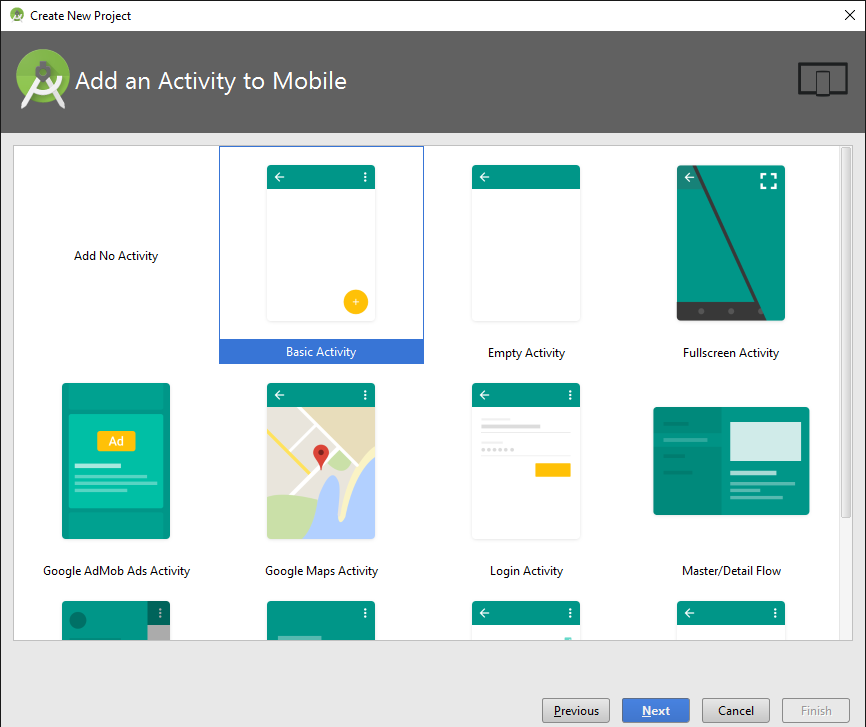 Create New Project
Add an Activity to Mobile
Add No Activity
Basic Activity
Empty Activity
Fullscreen Activity
Ad
Google AdMob Ads Activity
Google Maps Activity
Login Activity
Master/Detail Flow
Previous
Next
Cancel
Finish